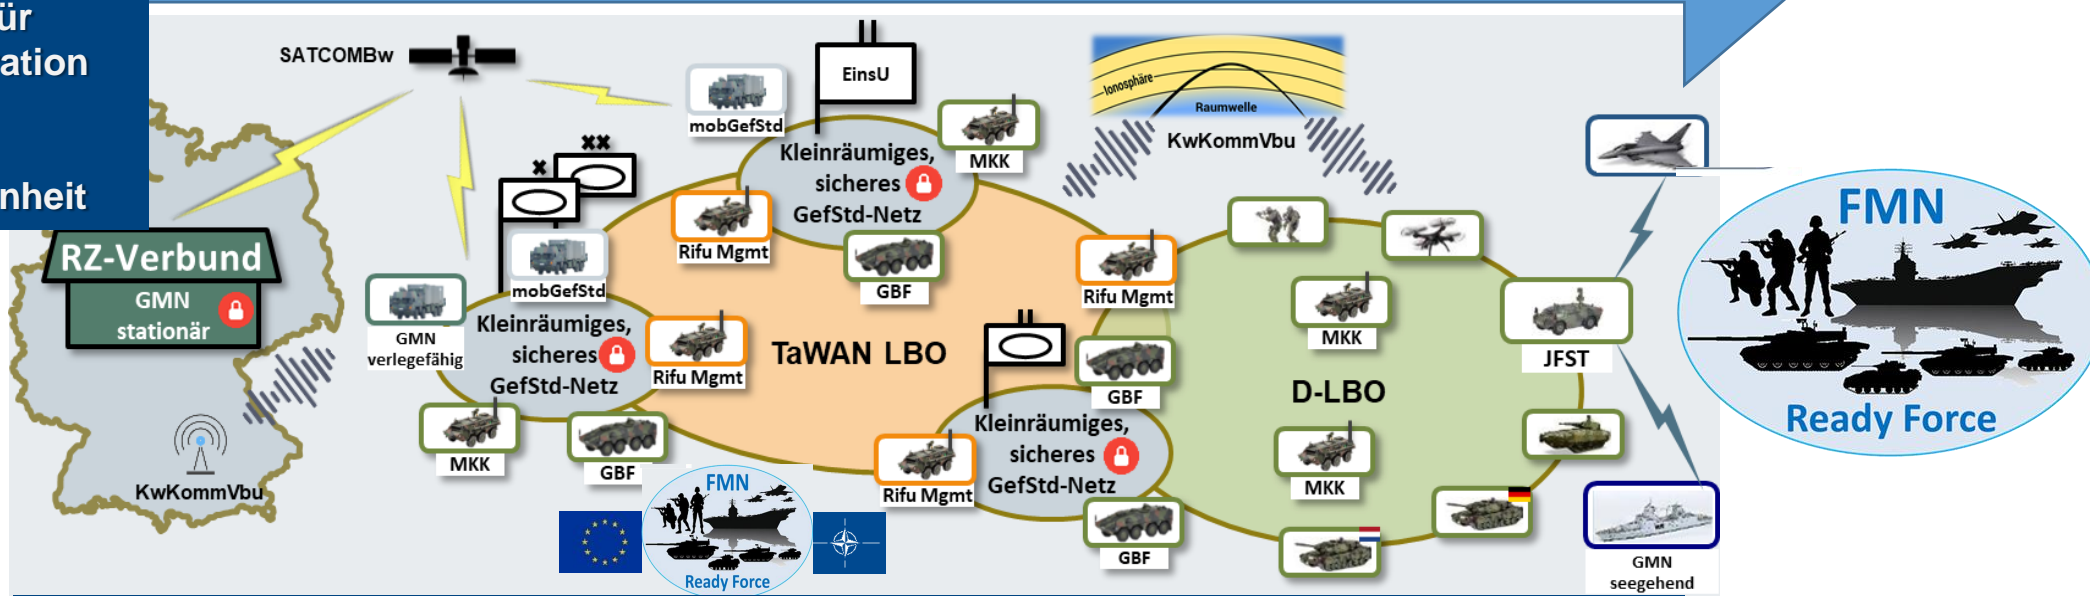 ür
ation
nheit
SATCOMBw
RZ-Verbund
GMN
stationär
KwKommVbu
GMN
verlegefähig
mobGefStd
Kleinräumiges,
sicheres
GefStd-Netz
MKK
GBF
Rifu Mgmt
Rifu Mgmt
mobGefStd
EinsU
Kleinräumiges,
sicheres
GefStd-Netz
MKK
GBF
TaWAN LBO
Ionosphäre
Raumwelle
KwKommVbu
Rifu Mgmt
GBF
Kleinräumiges,
sicheres
GefStd-Netz
Rifu Mgmt
GBF
D-LBO
MKK
MKK
JFST
GMN
seegehend
FMN
Ready Force
FMN
Ready Force